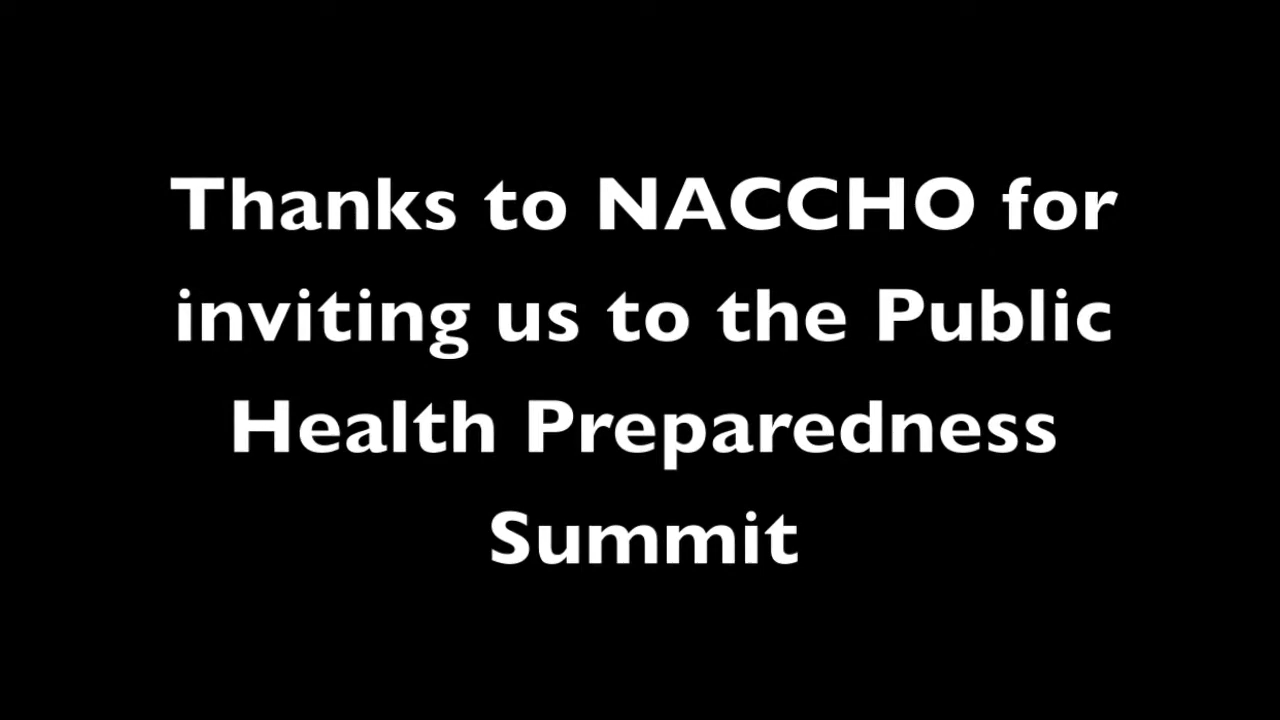 Thanks to NACCHO for
inviting us to the Public
Health Preparedness
Summit